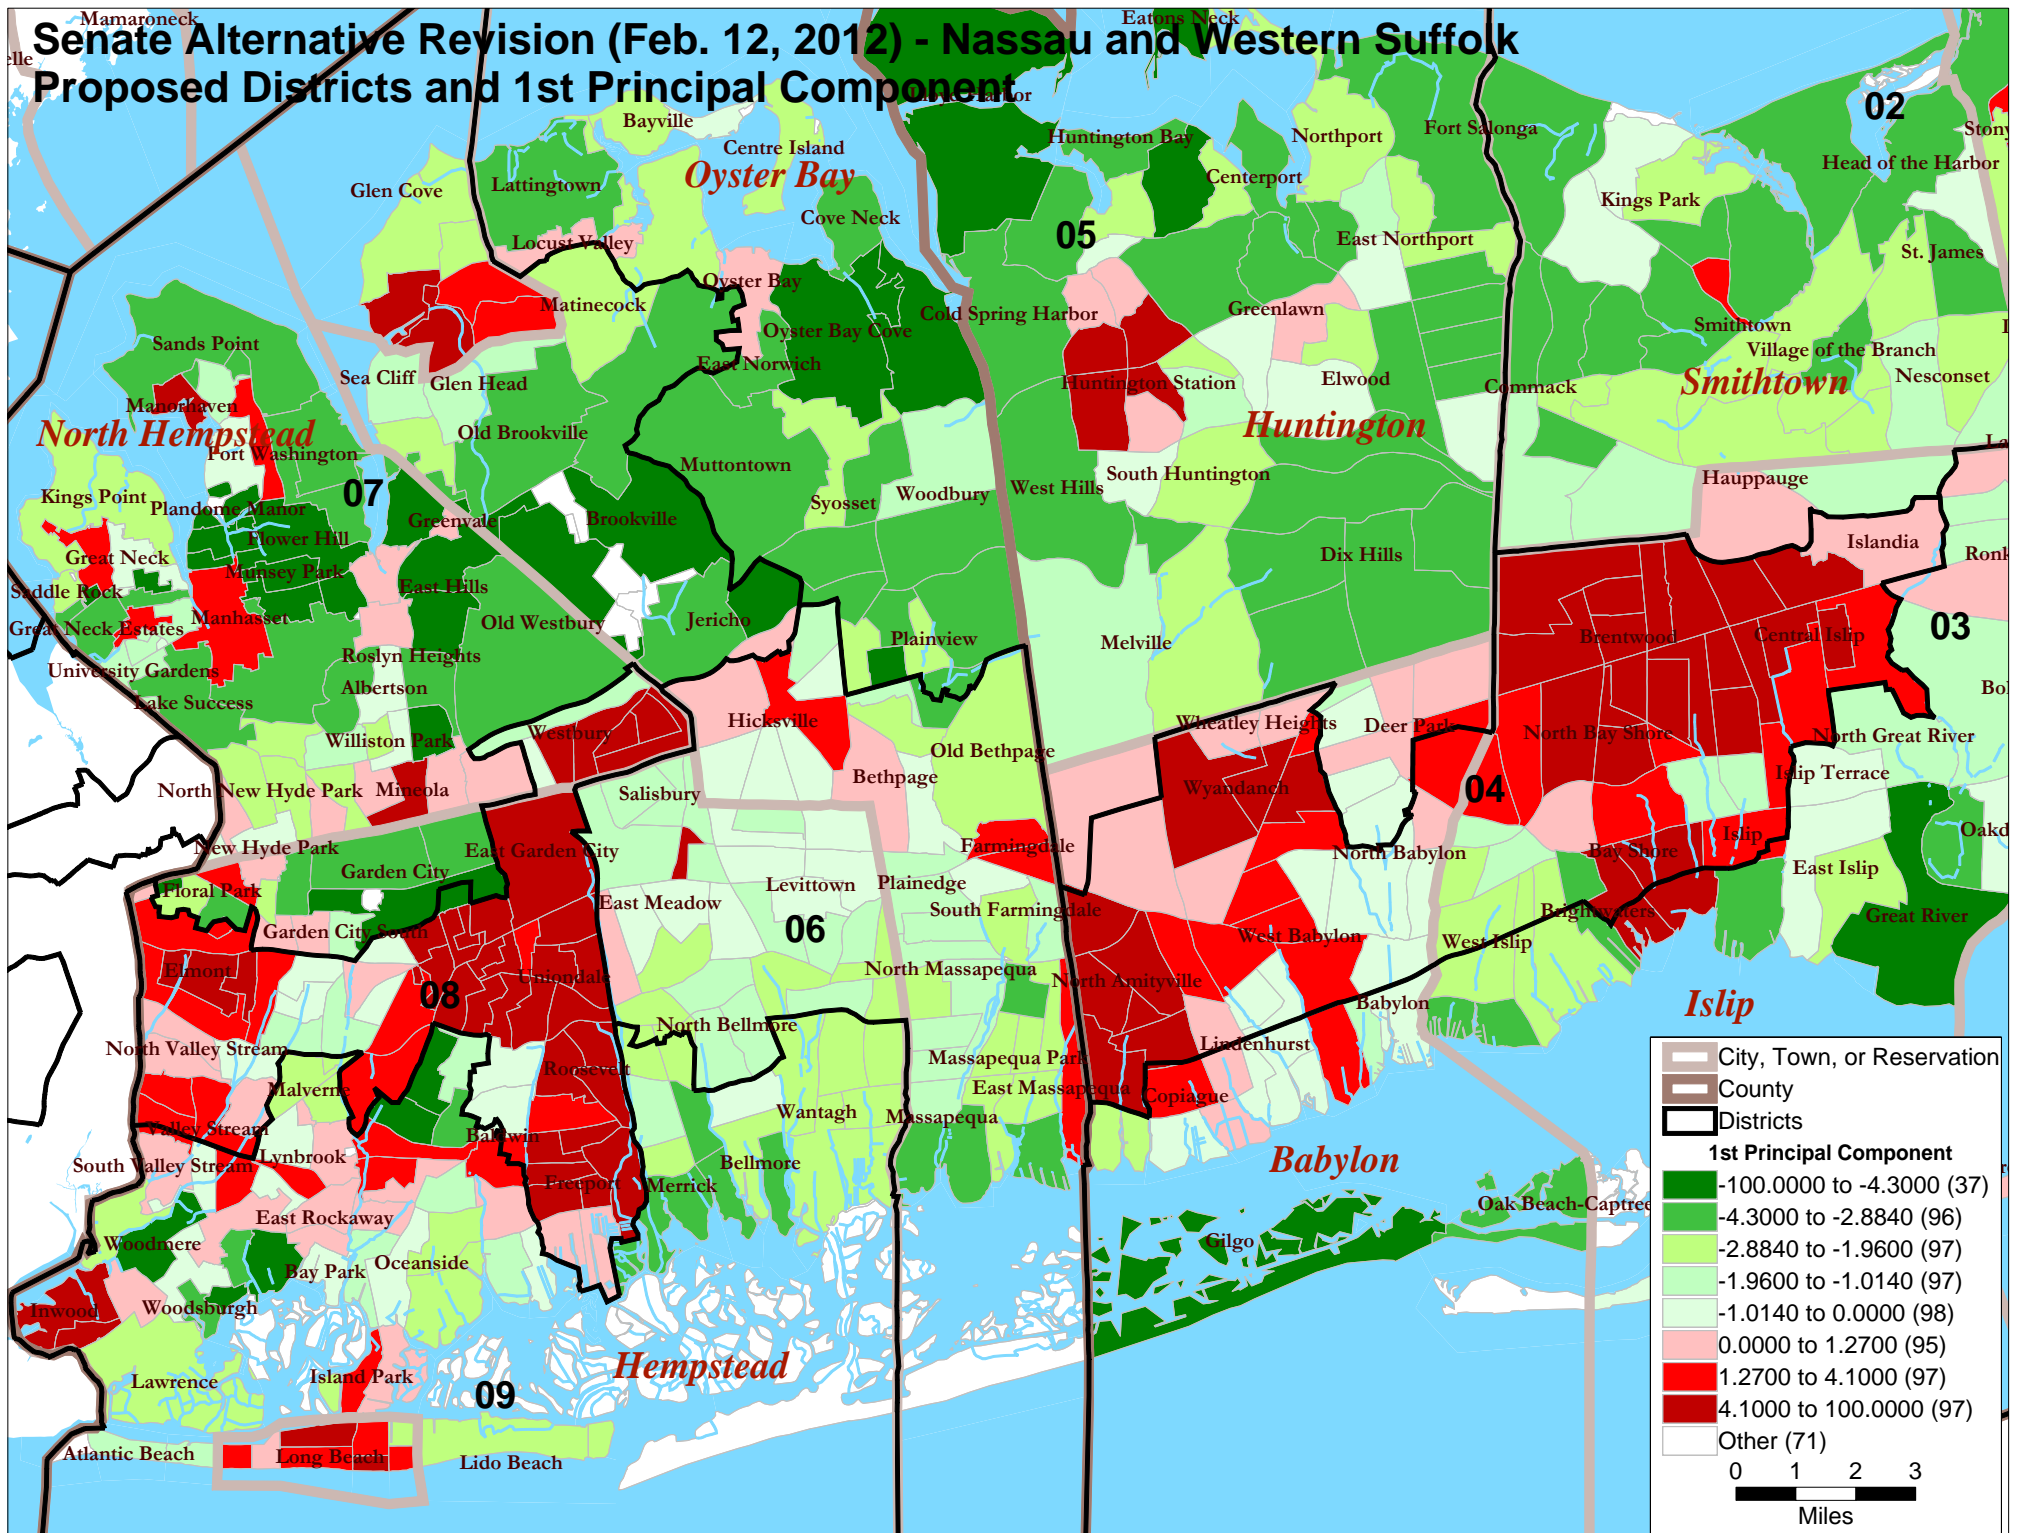 Senate Alternative Revision (Feb. 12, 2012) - Nassau and Western Suffolk
Proposed Districts and 1st Principal Component
Mamaroneck
Eatons Neck
elle
Bayville
Centre Island
Oyster Bay
Huntington Bay
Northport
Fort Salonga
02
Stony
Head of the Harbor
Glen Cove
Lattingtown
Cove Neck
Centerport
Kings Park
Locust Valley
05
East Northport
St. James
Oyster Bay
Matinecock
Cold Spring Harbor
Greenlawn
Oyster Bay Cove
Smithtown
Sands Point
East Norwich
Village of the Branch
Sea Cliff
Glen Head
Huntington Station
Elwood
Commack
Smithtown
Nesconset
Manorhaven
North Hempstead
Old Brookville
Huntington
Port Washington
Muttontown
South Huntington
Hauppauge
La
Kings Point
07
Plandome Manor
Syosset
Woodbury
West Hills
Greenvale
Brookville
Flower Hill
Great Neck
Munsey Park
East Hills
Dix Hills
Islandia
Ronk
Saddle Rock
Manhasset
Great Neck Estates
Old Westbury
Jericho
Plainview
Melville
Brentwood
Central Islip
03
University Gardens
Roslyn Heights
Albertson
Lake Success
Bol
Williston Park
Westbury
Hicksville
Old Bethpage
Wheatley Heights
Deer Park
North Bay Shore
North Great River
North New Hyde Park
Mineola
Salisbury
Bethpage
Wyandanch
04
Islip Terrace
New Hyde Park
Garden City
East Garden City
Farmingdale
North Babylon
Bay Shore
Islip
Oakd
Floral Park
East Meadow
Levittown
Plainedge
East Islip
Garden City South
06
South Farmingdale
West Babylon
West Islip
Brightwaters
Great River
Elmont
08
Uniondale
North Massapequa
North Amityville
Babylon
Islip
North Valley Stream
North Bellmore
Lindenhurst
Malverne
Roosevelt
Massapequa Park
East Massapequa
Copiague
Valley Stream
Baldwin
Wantagh
Massapequa
South Valley Stream
Lynbrook
Bellmore
Babylon
Freeport
Merrick
East Rockaway
Oak Beach-Captree
Woodmere
Gilgo
Bay Park
Oceanside
Inwood
Woodsburgh
Lawrence
Island Park
Hempstead
09
Atlantic Beach
Long Beach
Lido Beach
City, Town, or Reservation
County
Districts
1st Principal Component
-100.0000 to -4.3000 (37)
-4.3000 to -2.8840 (96)
-2.8840 to -1.9600 (97)
-1.9600 to -1.0140 (97)
-1.0140 to 0.0000 (98)
0.0000 to 1.2700 (95)
1.2700 to 4.1000 (97)
4.1000 to 100.0000 (97)
Other (71)
0 1 2 3
Miles